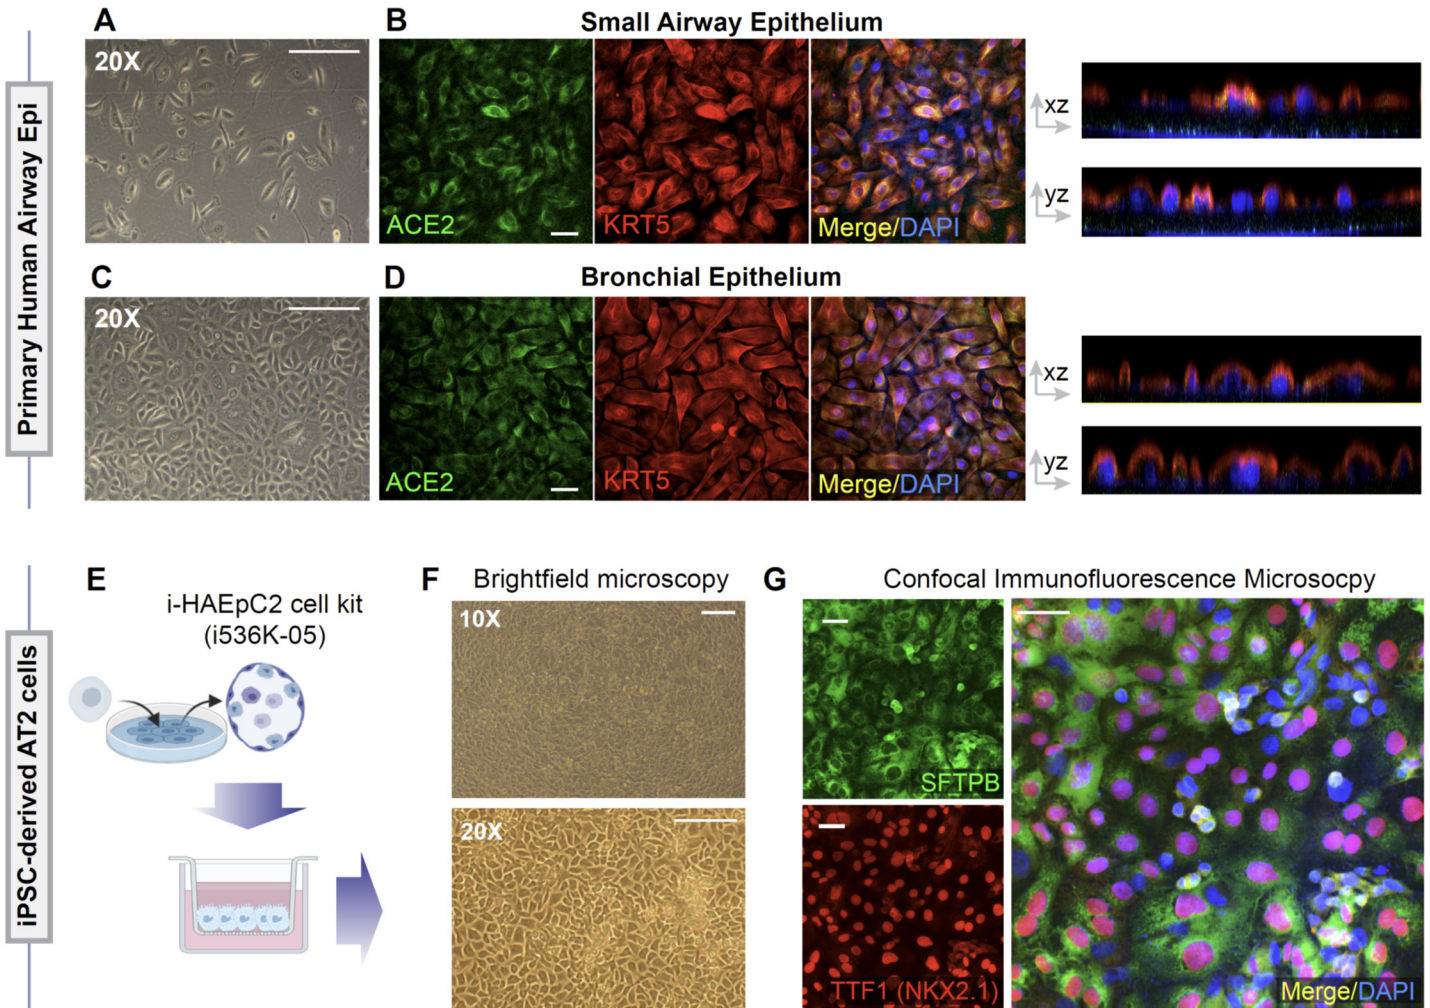 Primary Human Airway Epi
A
20X
B
Small Airway Epithelium
ACE2
KRT5
Merge/DAPI
xz
yz
C
20X
D
Bronchial Epithelium
ACE2
KRT5
Merge/DAPI
xz
yz
iPSC-derived AT2 cells
E
i-HAEpC2 cell kit
(i536K-05)
F
Brightfield microscopy
10X
20X
G
Confocal Immunofluorescence Microsocpy
SFTPB
TTF1 (NKX2.1)
Merge/DAPI